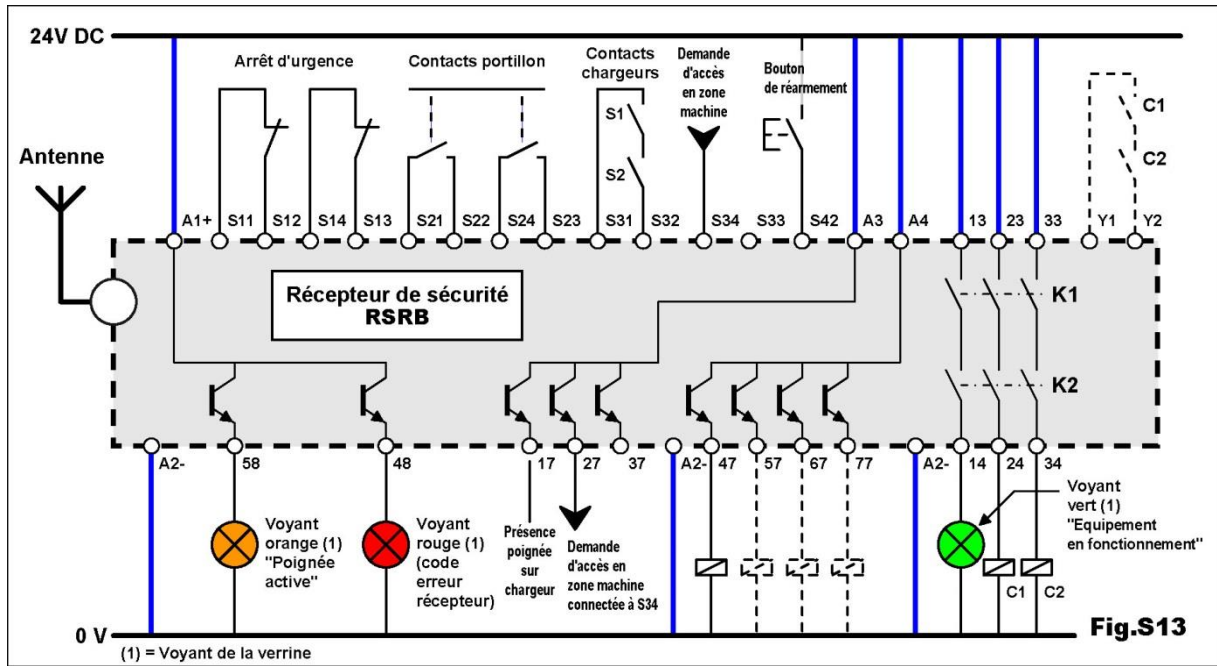 24V DC
Arrêt d'urgence
Contacts portillon
Contacts
chargeurs
Demande
d'accès
en zone
machine
Bouton
de réarmement
Antenne
S1
S2
C1
C2
A1+ S11 S12 S14 S13 S21 S22 S24 S23 S31 S32 S34 S33 S42 A3 A4 13 23 33 Y1 Y2
Récepteur de sécurité
RSRB
K1
K2
A2- 58 48 17 27 37 A2- 47 57 67 77 A2- 14 24 34
Voyant
orange (1)
"Poignée
active"
Voyant
rouge (1)
(code
erreur
récepteur)
Présence
poignée
sur
chargeur
Demande
d'accès en
zone machine
connectée à S34
Voyant
vert (1)
"Equipement
en fonctionnement"
C1 C2
0 V
Fig.S13
(1) = Voyant de la verrine